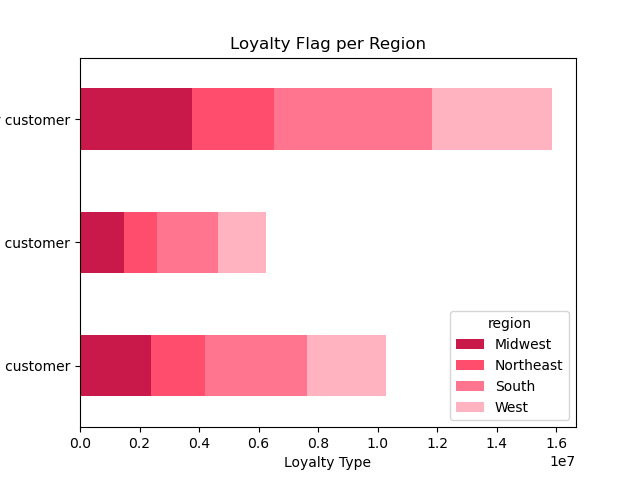 Loyalty Flag per Region
customer
customer
customer
region
Midwest
Northeast
South
West
0.0 0.2 0.4 0.6 0.8 1.0 1.2 1.4 1.6
1e7
Loyalty Type